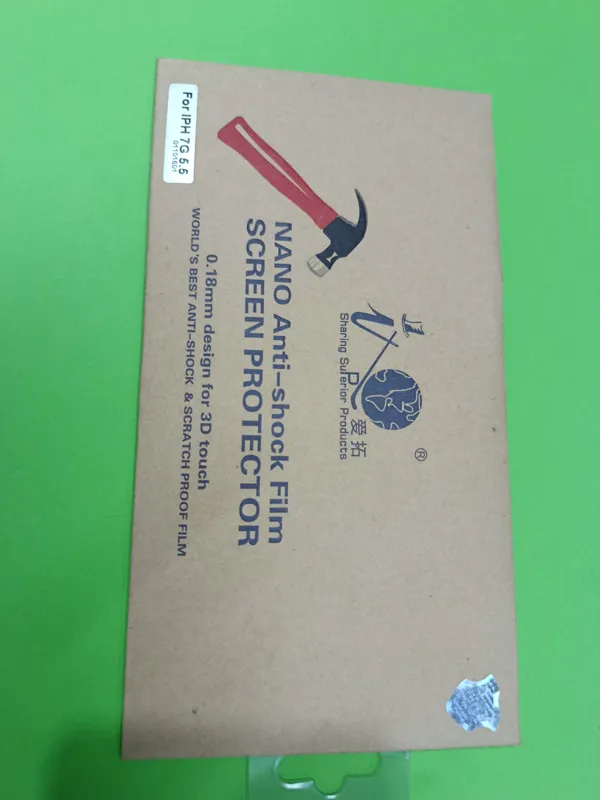 For IPH 7G 5.5
01101601
爱拓
®
Sharing Superior Products
NANO Anti-shock Film
SCREEN PROTECTOR
0.18mm design for 3D touch
WORLD'S BEST ANTI-SHOCK & SCRATCH PROOF FILM